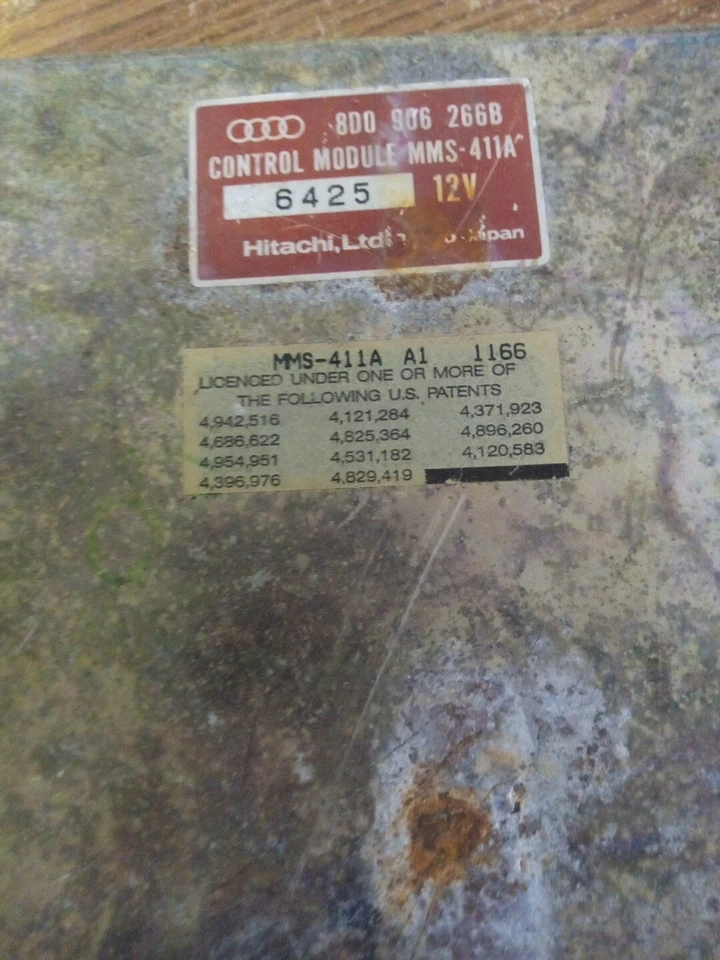 8D0 906 266B
CONTROL MODULE MMS-411A
6425 12V
Hitachi, Ltd. Japan
MMS-411A A1 1166
LICENCED UNDER ONE OR MORE OF
THE FOLLOWING U.S. PATENTS
4,942,516 4,121,284 4,371,923
4,686,622 4,825,364 4,896,260
4,954,951 4,531,182 4,120,583
4,396,976 4,829,419